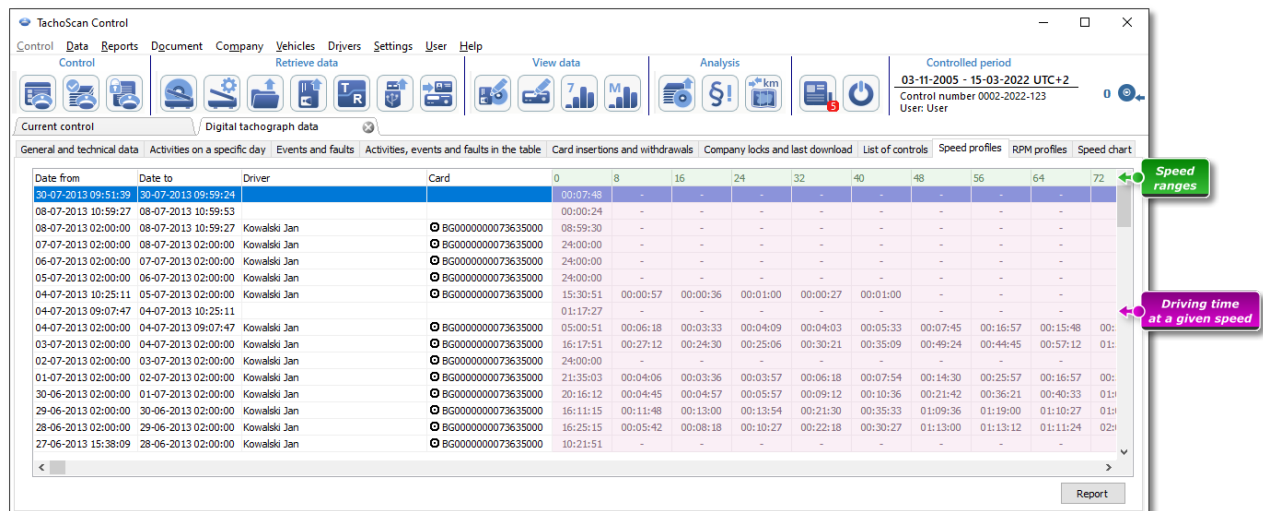 TachoScan Control
Control Data Reports Document Company Vehicles Drivers Settings User Help
Control Retrieve data View data Analysis Controlled period
03-11-2005 - 15-03-2022 UTC+2
Control number 0002-2022-123
User: User
T R 7 M §! km 5 0
Current control Digital tachograph data
General and technical data Activities on a specific day Events and faults Activities, events and faults in the table Card insertions and withdrawals Company locks and last download List of controls Speed profiles RPM profiles Speed chart
Date from Date to Driver Card 0 8 16 24 32 40 48 56 64 72
Speed ranges
30-07-2013 09:51:39 30-07-2013 09:59:24 00:07:48 - - - - - - - -
08-07-2013 10:59:27 08-07-2013 10:59:53 00:00:24 - - - - - - - -
08-07-2013 02:00:00 08-07-2013 10:59:27 Kowalski Jan BG0000000073635000 08:59:30 - - - - - - - -
07-07-2013 02:00:00 08-07-2013 02:00:00 Kowalski Jan BG0000000073635000 24:00:00 - - - - - - - -
06-07-2013 02:00:00 07-07-2013 02:00:00 Kowalski Jan BG0000000073635000 24:00:00 - - - - - - - -
05-07-2013 02:00:00 06-07-2013 02:00:00 Kowalski Jan BG0000000073635000 24:00:00 - - - - - - - -
04-07-2013 10:25:11 05-07-2013 02:00:00 Kowalski Jan BG0000000073635000 15:30:51 00:00:57 00:00:36 00:01:00 00:00:27 00:01:00 - - -
04-07-2013 09:07:47 04-07-2013 10:25:11 01:17:27 - - - - - - - -
Driving time at a given speed
04-07-2013 02:00:00 04-07-2013 09:07:47 Kowalski Jan BG0000000073635000 05:00:51 00:06:18 00:03:33 00:04:09 00:04:03 00:05:33 00:07:45 00:16:57 00:15:48 00:
03-07-2013 02:00:00 04-07-2013 02:00:00 Kowalski Jan BG0000000073635000 16:17:51 00:27:12 00:24:30 00:25:06 00:30:21 00:35:09 00:49:24 00:44:45 00:57:12 01:
02-07-2013 02:00:00 03-07-2013 02:00:00 Kowalski Jan BG0000000073635000 24:00:00 - - - - - - - -
01-07-2013 02:00:00 02-07-2013 02:00:00 Kowalski Jan BG0000000073635000 21:35:03 00:04:06 00:03:36 00:03:57 00:06:18 00:07:54 00:14:30 00:25:57 00:16:57 00:
30-06-2013 02:00:00 01-07-2013 02:00:00 Kowalski Jan BG0000000073635000 20:16:12 00:04:45 00:04:57 00:05:57 00:09:12 00:10:36 00:21:42 00:36:21 00:40:33 01:
29-06-2013 02:00:00 30-06-2013 02:00:00 Kowalski Jan BG0000000073635000 16:11:15 00:11:48 00:13:00 00:13:54 00:21:30 00:35:33 01:09:36 01:19:00 01:10:27 01:
28-06-2013 02:00:00 29-06-2013 02:00:00 Kowalski Jan BG0000000073635000 16:25:15 00:05:42 00:08:18 00:10:27 00:22:18 00:30:27 01:13:00 01:13:12 01:11:24 02:
27-06-2013 15:38:09 28-06-2013 02:00:00 Kowalski Jan BG0000000073635000 10:21:51 - - - - - - - -
Report